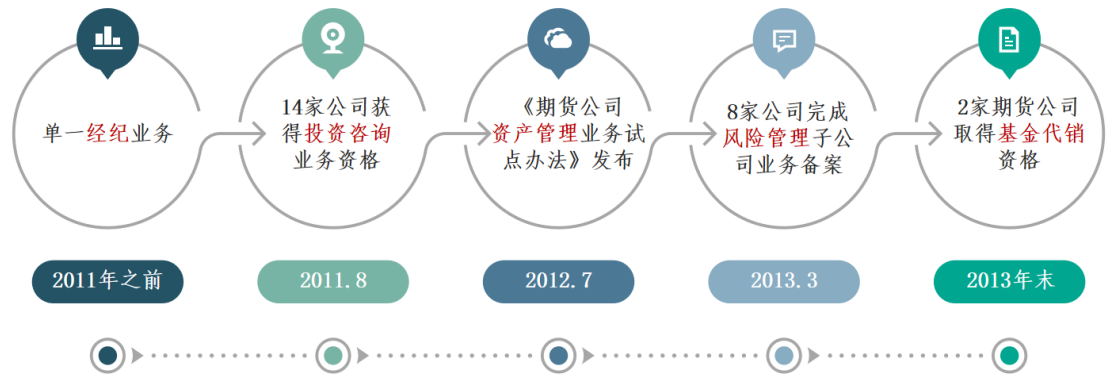 单一经纪业务
14家公司获
得投资咨询
业务资格
《期货公司
资产管理业务试
点办法》发布
8家公司完成
风险管理子公
司业务备案
2家期货公司
取得基金代销
资格
2011年之前
2011.8
2012.7
2013.3
2013年末